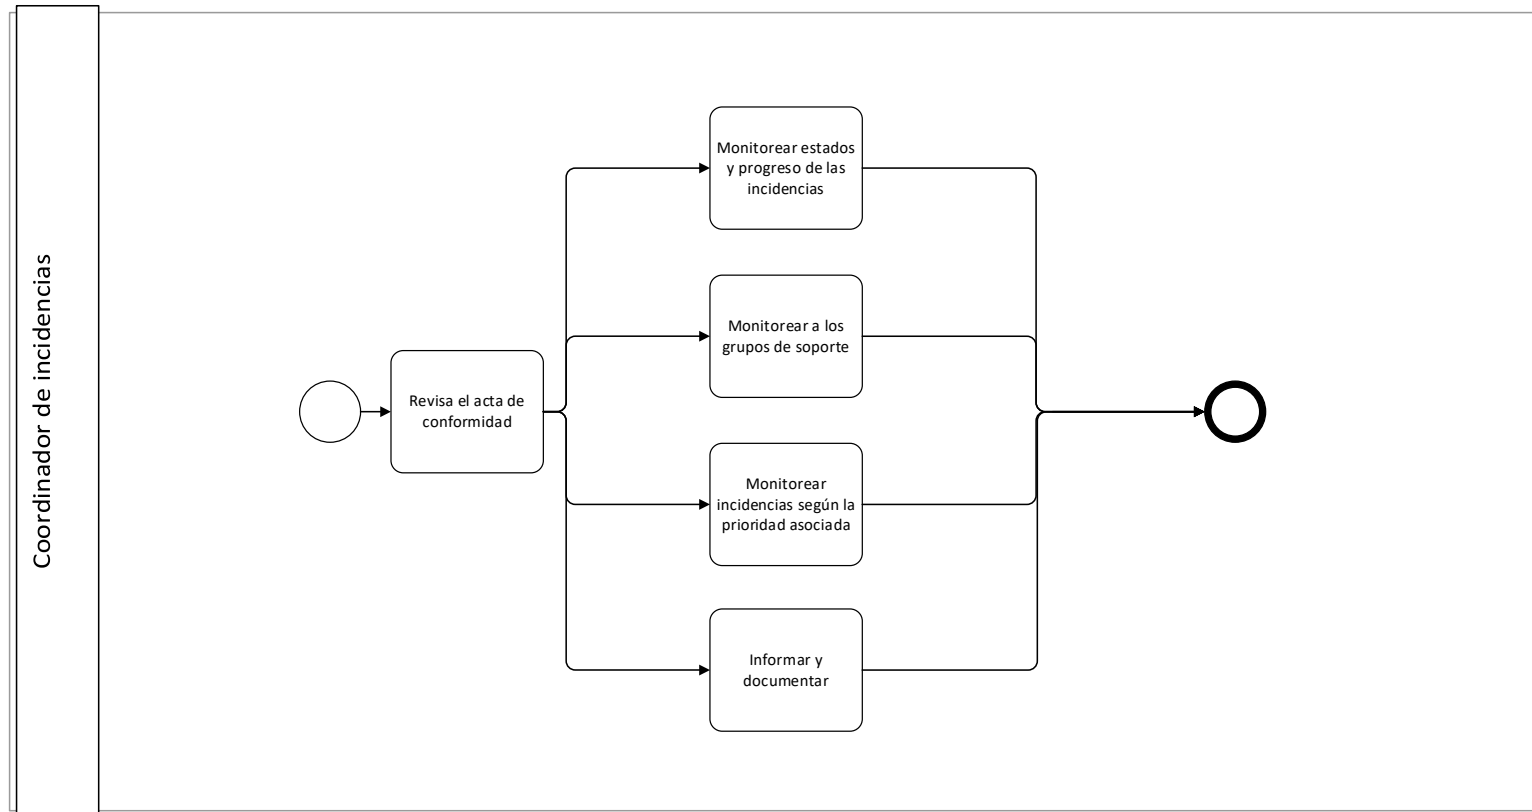 Coordinador de incidencias
Revisa el acta de
conformidad
Monitorear estados
y progreso de las
incidencias
Monitorear a los
grupos de soporte
Monitorear
incidencias según la
prioridad asociada
Informar y
documentar